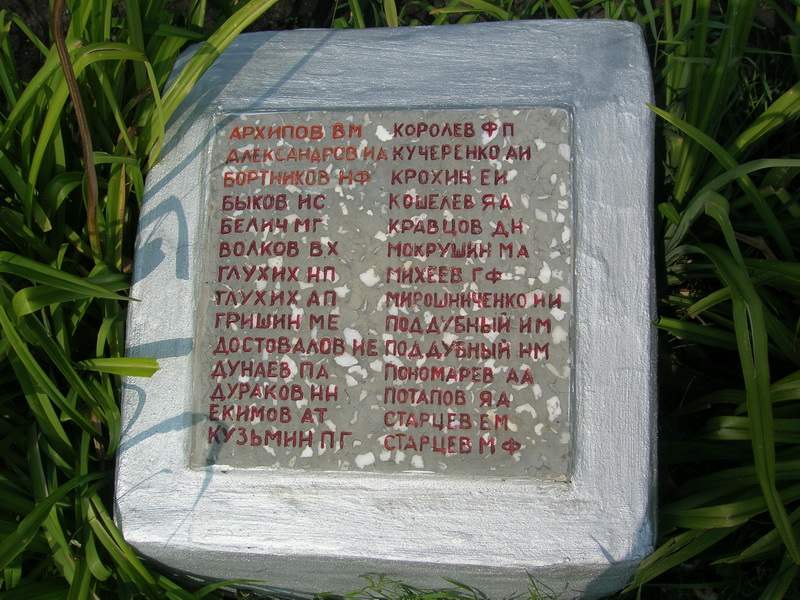 АРХИПОВ ВМ
АЛЕКСАНДРОВ ИА
БОРТНИКОВ НФ
БЫКОВ НС
БЕЛИЧ МГ
ВОЛКОВ ВХ
ГЛУХИХ НП
ГЛУХИХ АП
ГРИШИН МЕ
ДОСТОВАЛОВ НЕ
ДУНАЕВ ПА
ДУРАКОВ НН
ЕКИМОВ АТ
КУЗЬМИН ПГ
КОРОЛЕВ ФП
КУЧЕРЕНКО АИ
КРОХИН ЕИ
КОШЕЛЕВ ЯА
КРАВЦОВ ДН
МОКРУШИН МА
МИХЕЕВ ГФ
МИРОШНИЧЕНКО ИИ
ПОДДУБНЫЙ ИМ
ПОДДУБНЫЙ НМ
ПОНОМАРЕВ АА
ПОТАПОВ ЯА
СТАРЦЕВ ЕМ
СТАРЦЕВ МФ